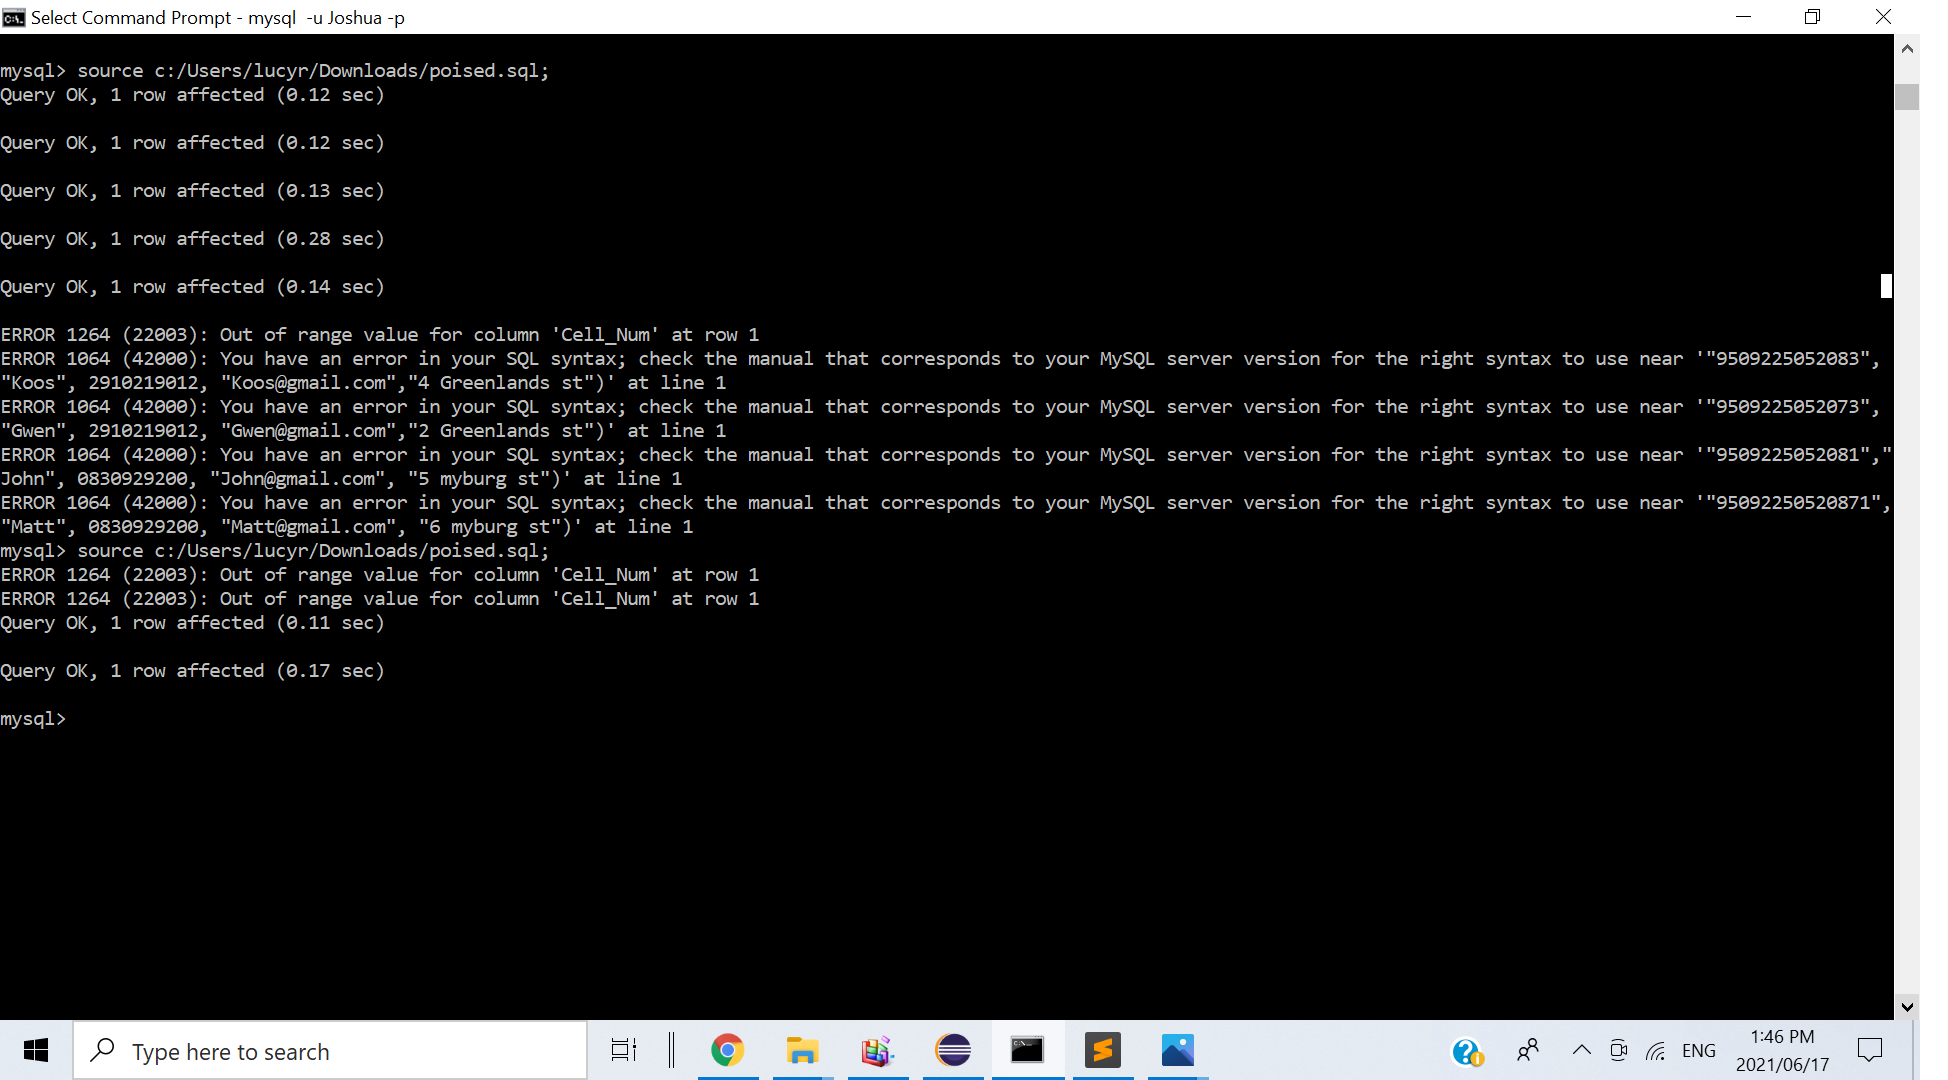 Select Command Prompt - mysql  -u Joshua -p
mysql> source c:/Users/lucyr/Downloads/poised.sql;
Query OK, 1 row affected (0.12 sec)
Query OK, 1 row affected (0.12 sec)
Query OK, 1 row affected (0.13 sec)
Query OK, 1 row affected (0.28 sec)
Query OK, 1 row affected (0.14 sec)
ERROR 1264 (22003): Out of range value for column 'Cell_Num' at row 1
ERROR 1064 (42000): You have an error in your SQL syntax; check the manual that corresponds to your MySQL server version for the right syntax to use near '"9509225052083",
"Koos", 2910219012, "Koos@gmail.com","4 Greenlands st")' at line 1
ERROR 1064 (42000): You have an error in your SQL syntax; check the manual that corresponds to your MySQL server version for the right syntax to use near '"9509225052073",
"Gwen", 2910219012, "Gwen@gmail.com","2 Greenlands st")' at line 1
ERROR 1064 (42000): You have an error in your SQL syntax; check the manual that corresponds to your MySQL server version for the right syntax to use near '"9509225052081","
John", 0830929200, "John@gmail.com", "5 myburg st")' at line 1
ERROR 1064 (42000): You have an error in your SQL syntax; check the manual that corresponds to your MySQL server version for the right syntax to use near '"95092250520871",
"Matt", 0830929200, "Matt@gmail.com", "6 myburg st")' at line 1
mysql> source c:/Users/lucyr/Downloads/poised.sql;
ERROR 1264 (22003): Out of range value for column 'Cell_Num' at row 1
ERROR 1264 (22003): Out of range value for column 'Cell_Num' at row 1
Query OK, 1 row affected (0.11 sec)
Query OK, 1 row affected (0.17 sec)
mysql>
Type here to search
ENG
1:46 PM
2021/06/17